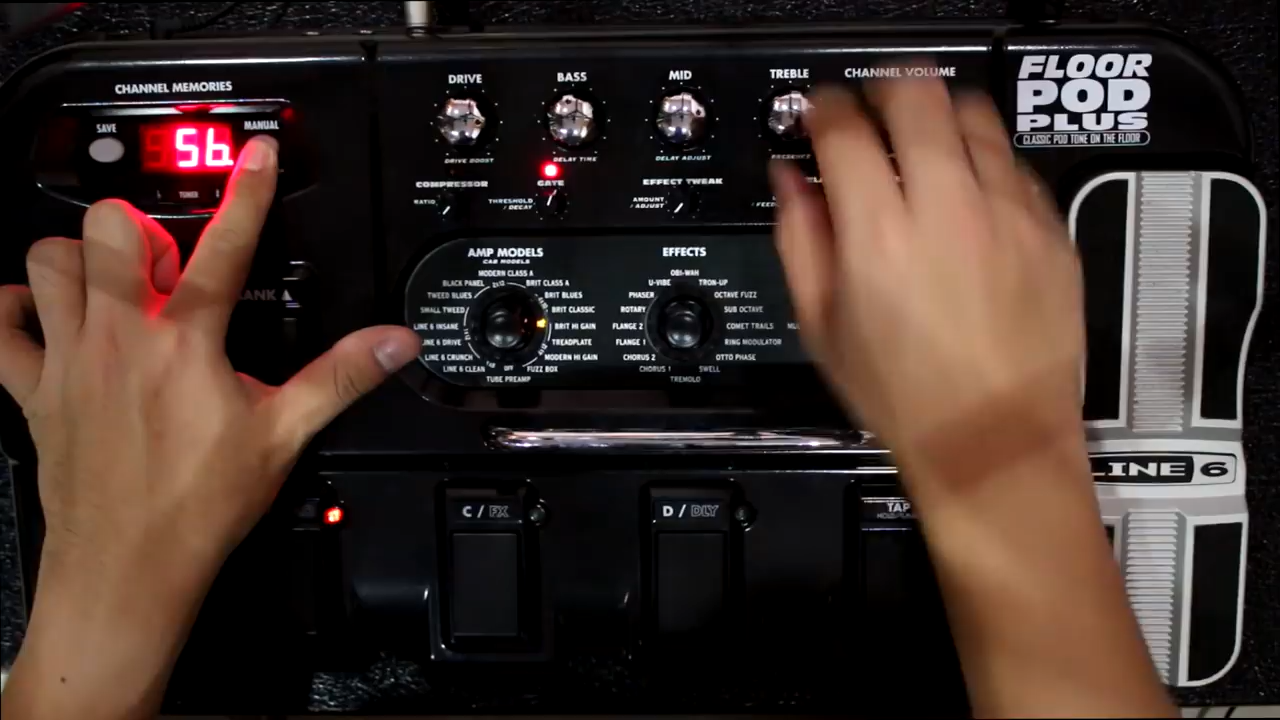 CHANNEL MEMORIES
SAVE
MANUAL
5b.
TUNER
DRIVE
BASS
MID
TREBLE
CHANNEL VOLUME
DRIVE BOOST
DELAY TIME
DELAY ADJUST
PRESENCE
COMPRESSOR
RATIO
GATE
THRESHOLD
/ DECAY
EFFECT TWEAK
AMOUNT
/ ADJUST
FLOOR
POD
PLUS
CLASSIC POD TONE ON THE FLOOR
AMP MODELS
CAB MODELS
MODERN CLASS A
BLACK PANEL
BRIT CLASS A
TWEED BLUES
BRIT BLUES
SMALL TWEED
BRIT CLASSIC
LINE 6 INSANE
BRIT HI GAIN
LINE 6 DRIVE
TREADPLATE
LINE 6 CRUNCH
MODERN HI GAIN
LINE 6 CLEAN
OFF
FUZZ BOX
TUBE PREAMP
EFFECTS
OBI-WAH
U-VIBE
TRON-UP
PHASER
OCTAVE FUZZ
ROTARY
SUB OCTAVE
FLANGE 2
COMET TRAILS
FLANGE 1
RING MODULATOR
CHORUS 2
OTTO PHASE
CHORUS 1
SWELL
TREMOLO
C / FX
D / DLY
TAP
LINE 6